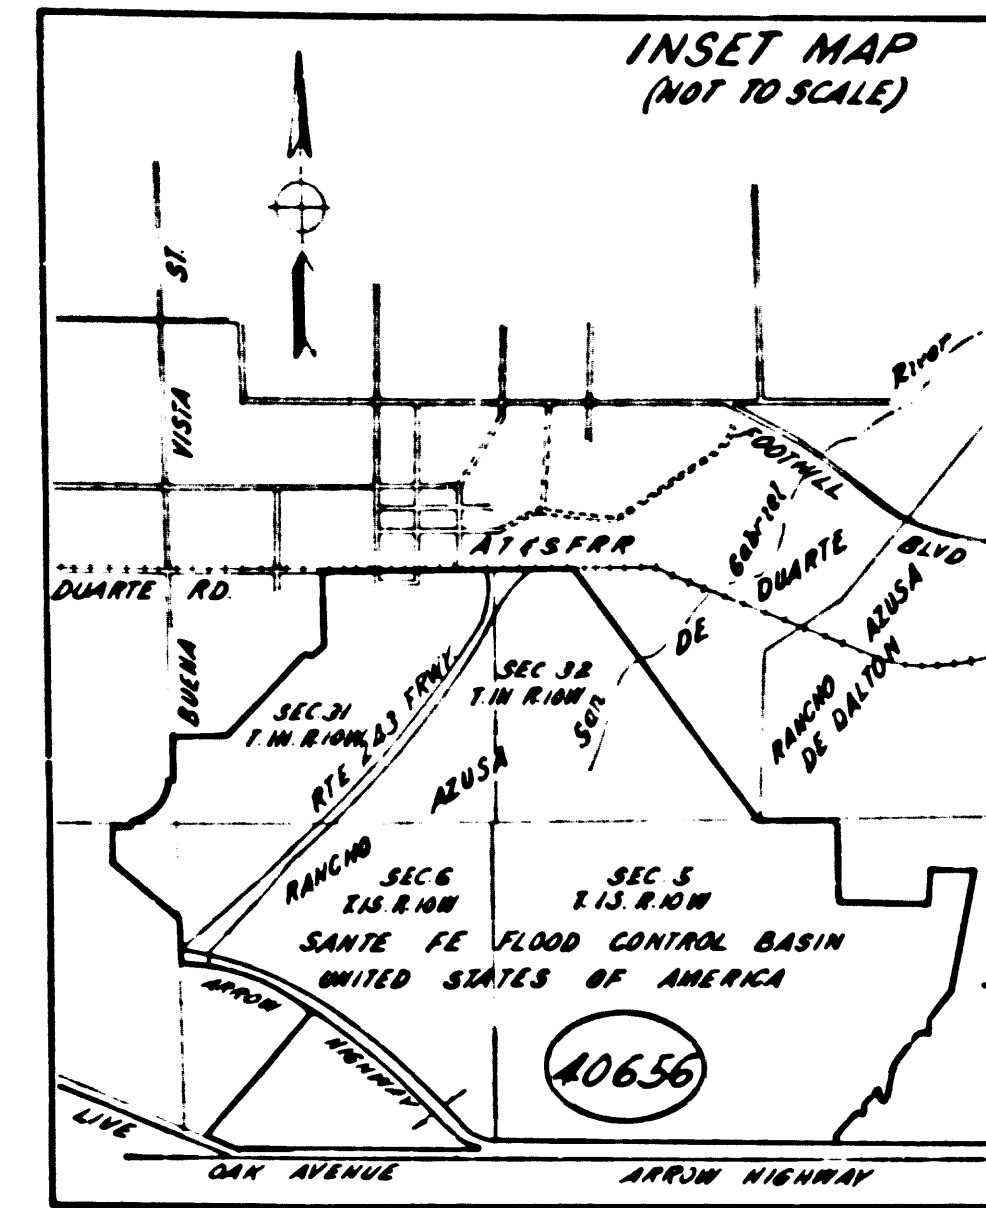 INSET MAP
(NOT TO SCALE)
ST.
VISTA
BUENA
River
FOOTHILL
BLVD
San
Gabriel
AT & S F RR
DUARTE RD.
DE
DUARTE
AZUSA
RANCHO
DE DALTON
SEC 32
T.1N R.10W
SEC. 31
T.1N. R.10W.
RTE 243 FRWY.
RANCHO
AZUSA
SEC. 6
T.1S. R.10W
SEC. 5
T.1S. R.10W
SANTE FE FLOOD CONTROL BASIN
UNITED STATES OF AMERICA
ARROW
HIGHWAY
40656
LIVE
OAK AVENUE
ARROW HIGHWAY